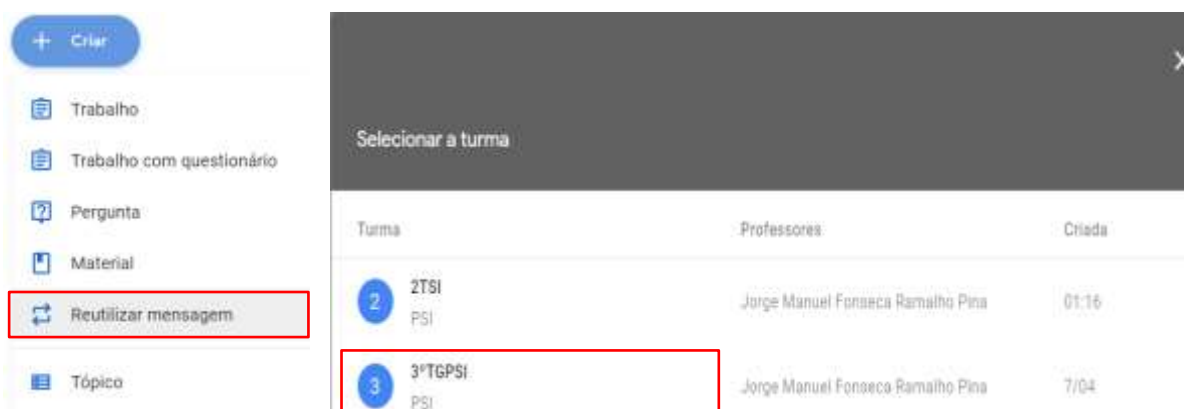 + Criar
Trabalho
Trabalho com questionário
Pergunta
Material
Reutilizar mensagem
Tópico
Selecionar a turma
Turma Professores Criada
2 2TSI Jorge Manuel Fonseca Ramalho Pina 01:16
PSI
3 3ºTGPSI Jorge Manuel Fonseca Ramalho Pina 7/04
PSI